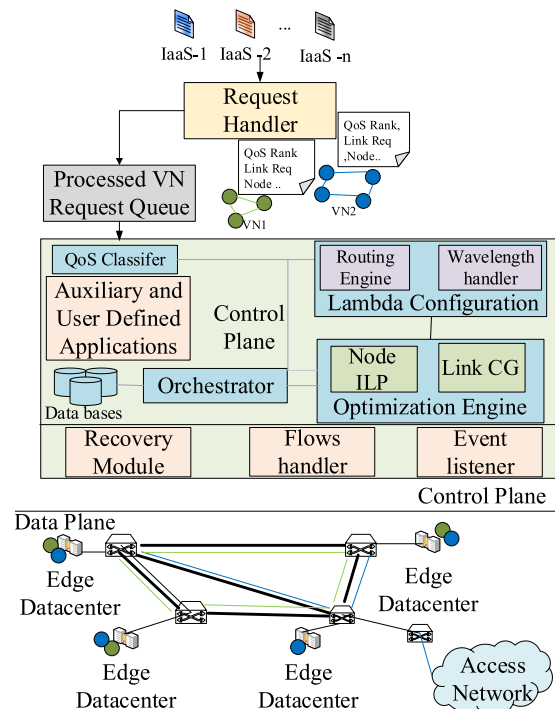 IaaS-1
IaaS -2
...
IaaS -n
Request
Handler
QoS Rank,
Link Req
,Node..
QoS Rank
Link Req
Node ..
VN1
VN2
Processed VN
Request Queue
QoS Classifer
Auxiliary and
User Defined
Applications
Control
Plane
Routing
Engine
Wavelength
handler
Lambda Configuration
Data bases
Orchestrator
Node
ILP
Link CG
Optimization Engine
Recovery
Module
Flows
handler
Event
listener
Control Plane
Data Plane
Edge
Datacenter
Edge
Datacenter
Edge
Datacenter
Edge
Datacenter
Access
Network